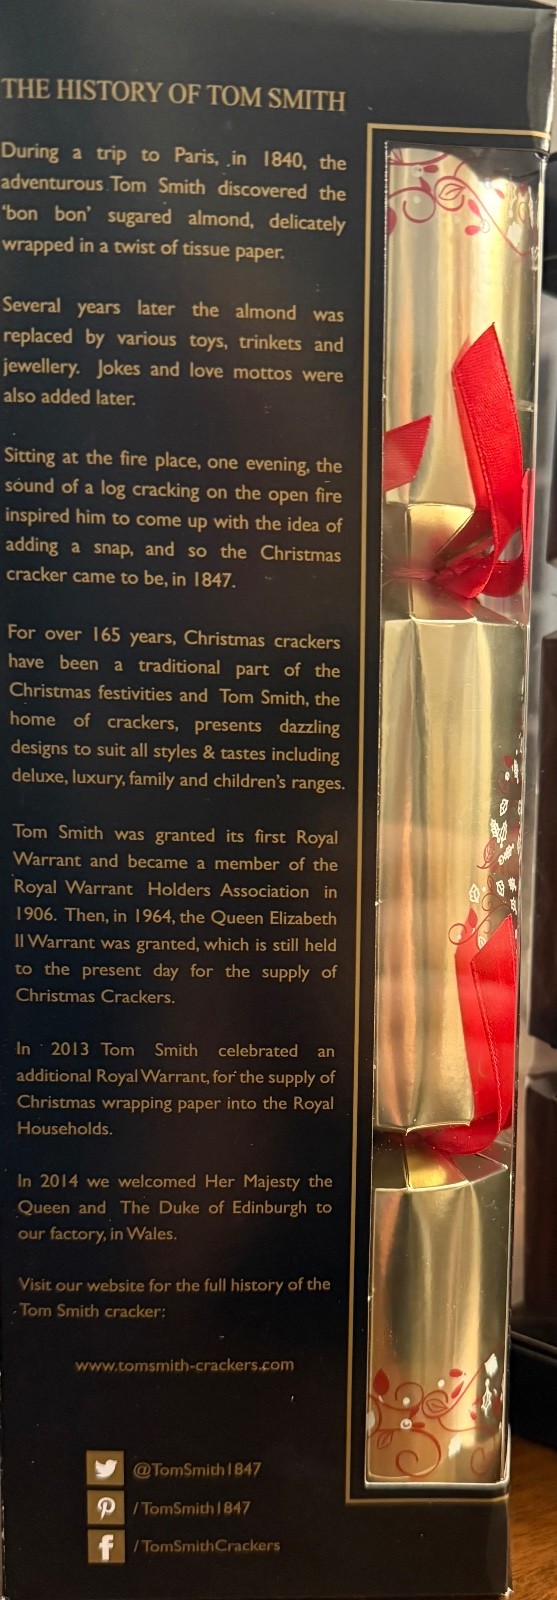 THE HISTORY OF TOM SMITH
During a trip to Paris, in 1840, the
adventurous Tom Smith discovered the
'bon bon' sugared almond, delicately
wrapped in a twist of tissue paper.
Several years later the almond was
replaced by various toys, trinkets and
jewellery. Jokes and love mottos were
also added later.
Sitting at the fire place, one evening, the
sound of a log cracking on the open fire
inspired him to come up with the idea of
adding a snap, and so the Christmas
cracker came to be, in 1847.
For over 165 years, Christmas crackers
have been a traditional part of the
Christmas festivities and Tom Smith, the
home of crackers, presents dazzling
designs to suit all styles & tastes including
deluxe, luxury, family and children's ranges.
Tom Smith was granted its first Royal
Warrant and became a member of the
Royal Warrant Holders Association in
1906. Then, in 1964, the Queen Elizabeth
II Warrant was granted, which is still held
to the present day for the supply of
Christmas Crackers.
In 2013 Tom Smith celebrated an
additional Royal Warrant, for the supply of
Christmas wrapping paper into the Royal
Households.
In 2014 we welcomed Her Majesty the
Queen and The Duke of Edinburgh to
our factory, in Wales.
Visit our website for the full history of the
Tom Smith cracker:
www.tomsmith-crackers.com
@TomSmith1847
/TomSmith1847
/TomSmithCrackers